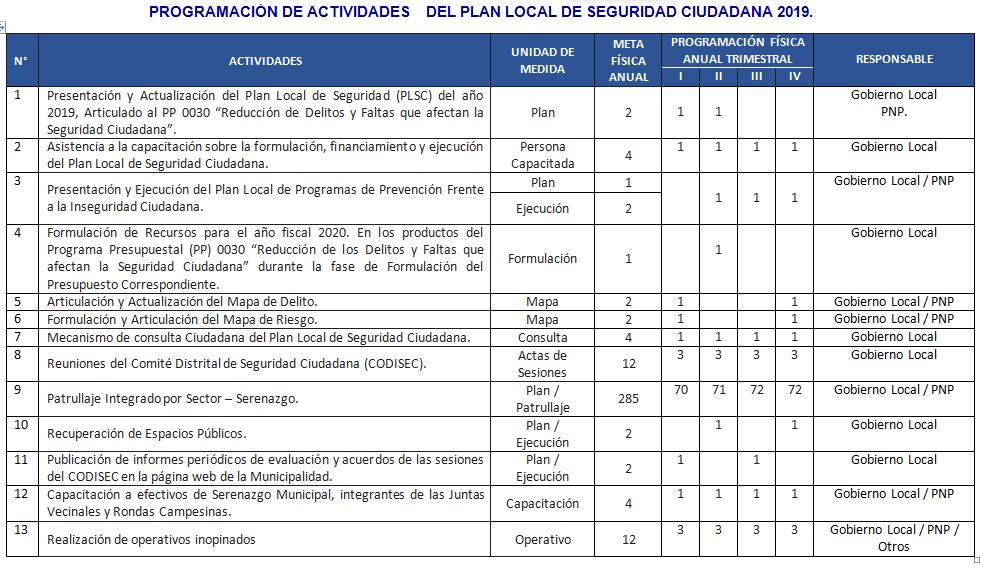 PROGRAMACIÓN DE ACTIVIDADES DEL PLAN LOCAL DE SEGURIDAD CIUDADANA 2019.
N° ACTIVIDADES UNIDAD DE MEDIDA META FÍSICA ANUAL PROGRAMACIÓN FÍSICA ANUAL TRIMESTRAL RESPONSABLE
I II III IV
1 Presentación y Actualización del Plan Local de Seguridad (PLSC) del año
2019, Articulado al PP 0030 “Reducción de Delitos y Faltas que afectan la
Seguridad Ciudadana”.
Plan 2 1 1 Gobierno Local
PNP.
2 Asistencia a la capacitación sobre la formulación, financiamiento y ejecución
del Plan Local de Seguridad Ciudadana.
Persona
Capacitada
4 1 1 1 1 Gobierno Local
3 Presentación y Ejecución del Plan Local de Programas de Prevención Frente
a la Inseguridad Ciudadana.
Plan 1
Ejecución 2
1 1 1 Gobierno Local / PNP
4 Formulación de Recursos para el año fiscal 2020. En los productos del
Programa Presupuestal (PP) 0030 “Reducción de los Delitos y Faltas que
afectan la Seguridad Ciudadana” durante la fase de Formulación del
Presupuesto Correspondiente.
Formulación 1 1 Gobierno Local
5 Articulación y Actualización del Mapa de Delito. Mapa 2 1 1 Gobierno Local / PNP
6 Formulación y Articulación del Mapa de Riesgo. Mapa 2 1 1 Gobierno Local / PNP
7 Mecanismo de consulta Ciudadana del Plan Local de Seguridad Ciudadana. Consulta 4 1 1 1 1 Gobierno Local
8 Reuniones del Comité Distrital de Seguridad Ciudadana (CODISEC). Actas de
Sesiones
12 3 3 3 3 Gobierno Local
9 Patrullaje Integrado por Sector – Serenazgo. Plan /
Patrullaje
285 70 71 72 72 Gobierno Local / PNP
10 Recuperación de Espacios Públicos. Plan /
Ejecución
2 1 1 Gobierno Local
11 Publicación de informes periódicos de evaluación y acuerdos de las sesiones
del CODISEC en la página web de la Municipalidad.
Plan /
Ejecución
2 1 1 Gobierno Local
12 Capacitación a efectivos de Serenazgo Municipal, integrantes de las Juntas
Vecinales y Rondas Campesinas.
Capacitación 4 1 1 1 1 Gobierno Local / PNP
13 Realización de operativos inopinados Operativo 12 3 3 3 3 Gobierno Local / PNP /
Otros